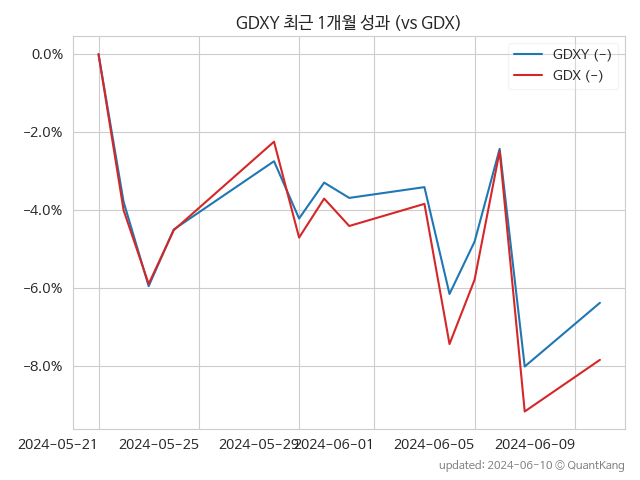 GDXY 최근 1개월 성과 (vs GDX)
GDXY (-)
GDX (-)
0.0%
−2.0%
−4.0%
−6.0%
−8.0%
2024-05-21 2024-05-25 2024-05-29 2024-06-01 2024-06-05 2024-06-09
updated: 2024-06-10 © QuantKang